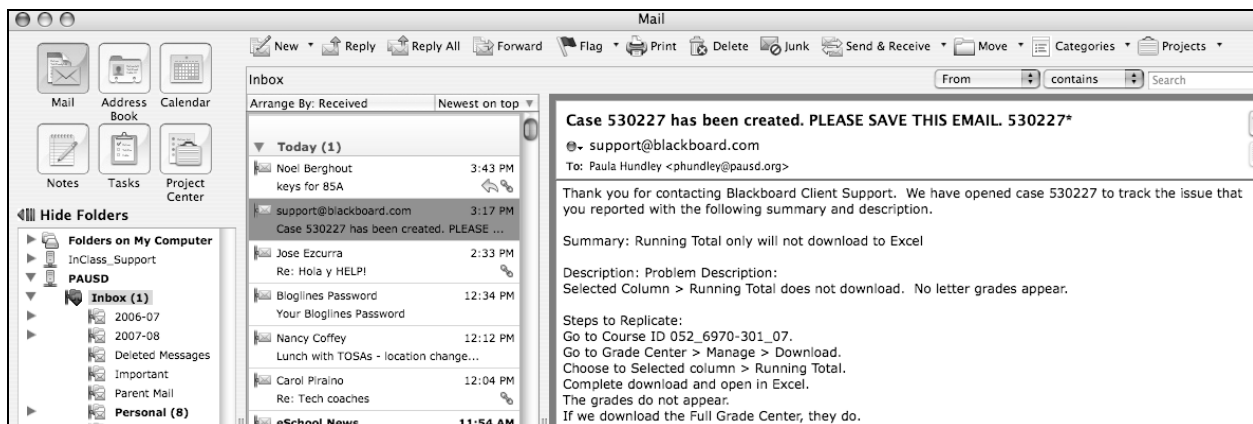 Mail
New Reply Reply All Forward Flag Print Delete Junk Send & Receive Move Categories Projects
Mail Address Book Calendar
Notes Tasks Project Center
Hide Folders
Folders on My Computer
InClass_Support
PAUSD
Inbox (1)
2006-07
2007-08
Deleted Messages
Important
Parent Mail
Personal (8)
Inbox
From contains Search
Arrange By: Received Newest on top
Today (1)
Noel Berghout 3:43 PM
keys for 85A
support@blackboard.com 3:17 PM
Case 530227 has been created. PLEASE ...
Jose Ezcurra 2:33 PM
Re: Hola y HELP!
Bloglines Password 12:34 PM
Your Bloglines Password
Nancy Coffey 12:12 PM
Lunch with TOSAs - location change...
Carol Piraino 12:04 PM
Re: Tech coaches
eSchool News 11:54 AM
Case 530227 has been created. PLEASE SAVE THIS EMAIL. 530227*
support@blackboard.com
To: Paula Hundley <phundley@pausd.org>
Thank you for contacting Blackboard Client Support. We have opened case 530227 to track the issue that
you reported with the following summary and description.
Summary: Running Total only will not download to Excel
Description: Problem Description:
Selected Column > Running Total does not download. No letter grades appear.
Steps to Replicate:
Go to Course ID 052_6970-301_07.
Go to Grade Center > Manage > Download.
Choose to Selected column > Running Total.
Complete download and open in Excel.
The grades do not appear.
If we download the Full Grade Center, they do.